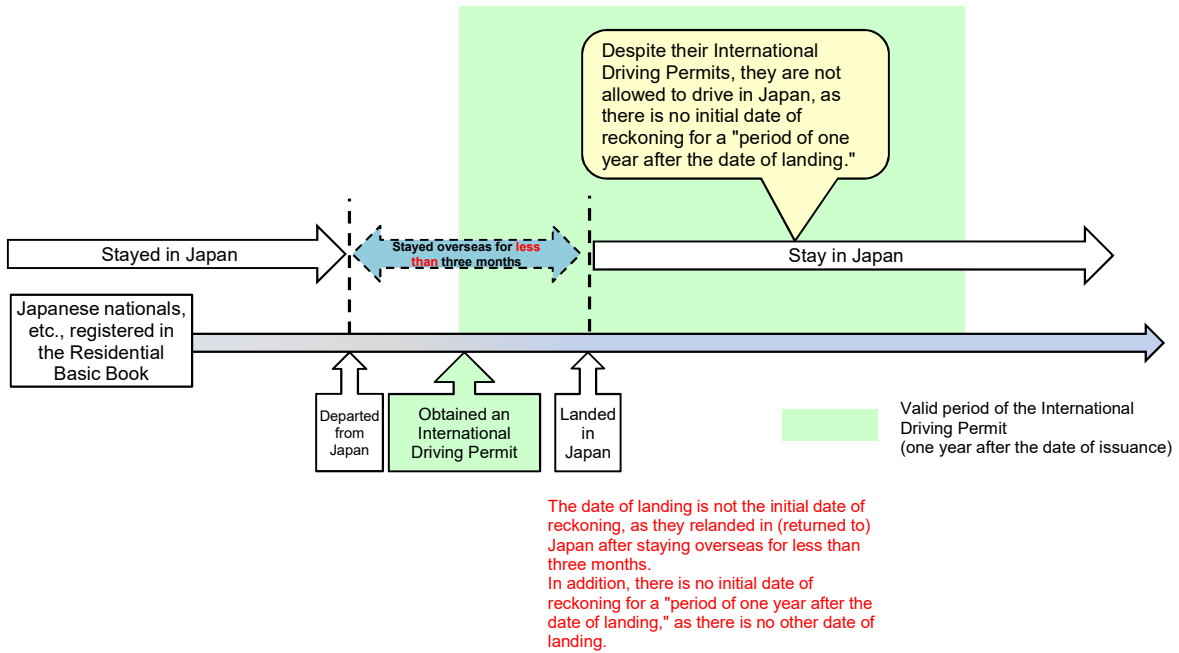 Despite their International
Driving Permits, they are not
allowed to drive in Japan, as
there is no initial date of
reckoning for a "period of one
year after the date of landing."
Stayed in Japan
Stayed overseas for less
than three months
Stay in Japan
Japanese nationals,
etc., registered in
the Residential
Basic Book
Departed
from
Japan
Obtained an
International
Driving Permit
Landed
in
Japan
Valid period of the International
Driving Permit
(one year after the date of issuance)
The date of landing is not the initial date of
reckoning, as they relanded in (returned to)
Japan after staying overseas for less than
three months.
In addition, there is no initial date of
reckoning for a "period of one year after the
date of landing," as there is no other date of
landing.